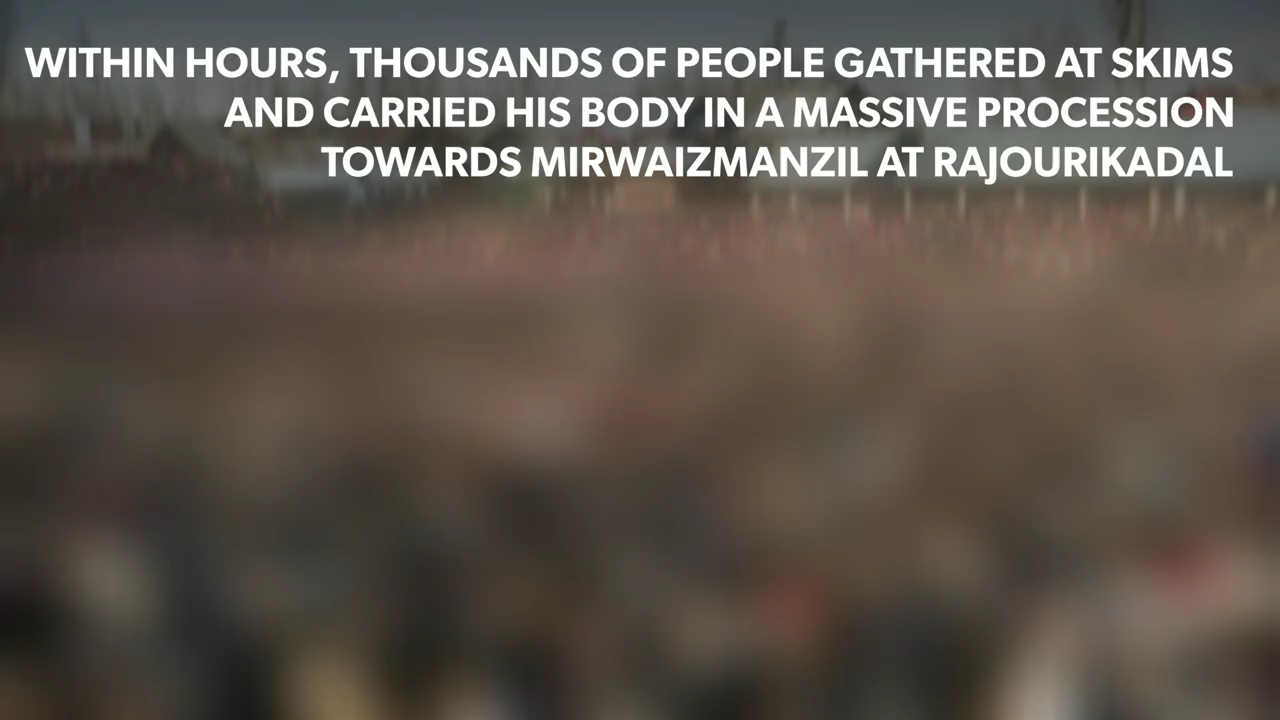 WITHIN HOURS, THOUSANDS OF PEOPLE GATHERED AT SKIMS
AND CARRIED HIS BODY IN A MASSIVE PROCESSION
TOWARDS MIRWAIZMANZIL AT RAJOURIKADAL